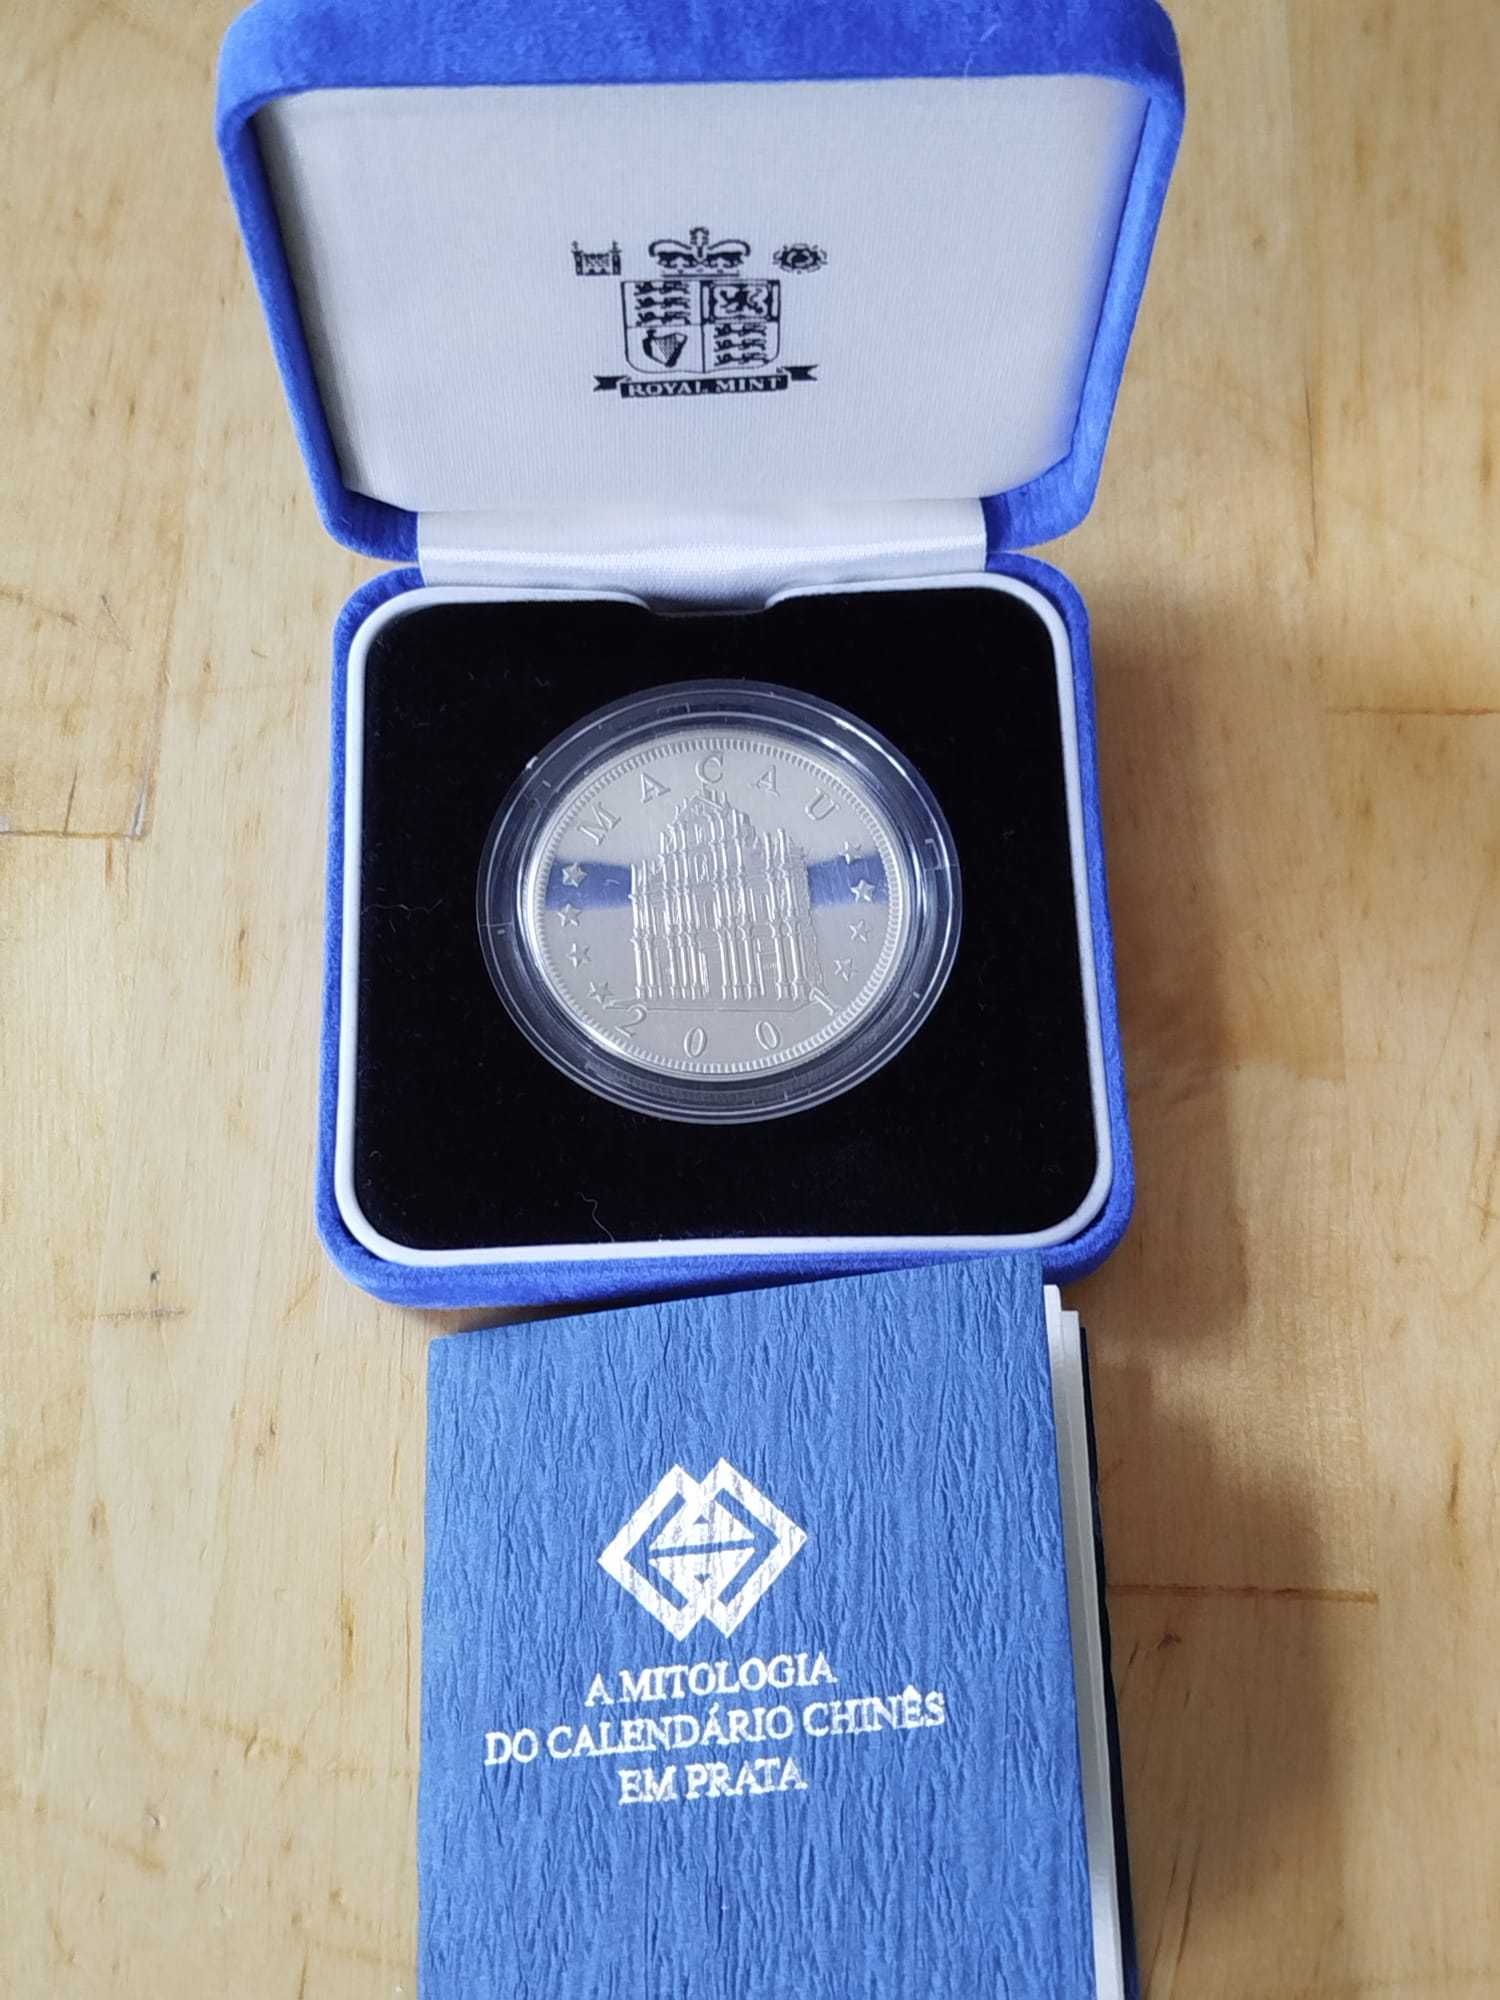 ROYAL MINT
MACAU
2001
A MITOLOGIA
DO CALENDÁRIO CHINÊS
EM PRATA